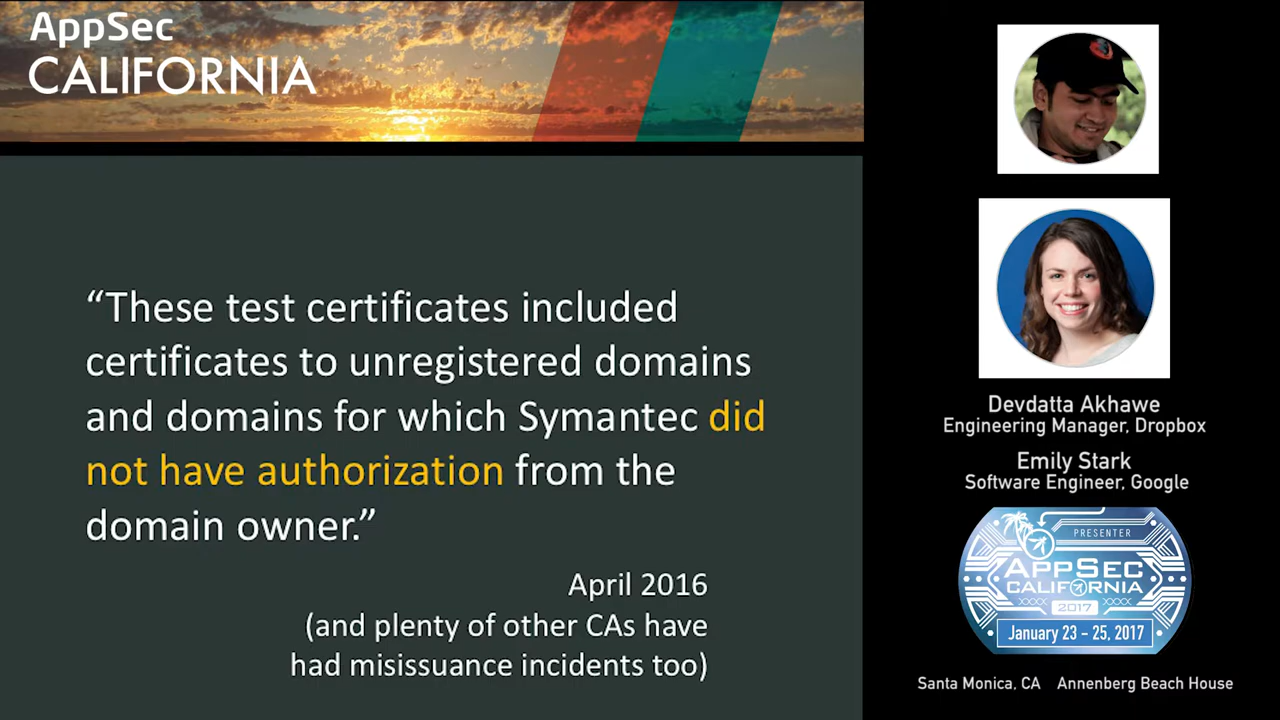 AppSec
CALIFORNIA
“These test certificates included
certificates to unregistered domains
and domains for which Symantec did
not have authorization from the
domain owner.”
April 2016
(and plenty of other CAs have
had misissuance incidents too)
Devdatta Akhawe
Engineering Manager, Dropbox
Emily Stark
Software Engineer, Google
PRESENTER
APPSEC
CALIFORNIA
2017
January 23 - 25, 2017
Santa Monica, CA Annenberg Beach House